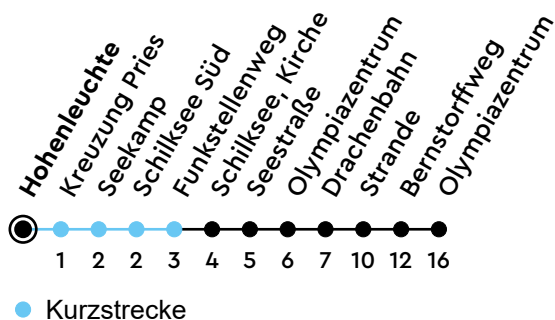 Hohenleuchte
Kreuzung Pries
Seekamp
Schilksee Süd
Funkstellenweg
Schilksee, Kirche
Seestraße
Olympiazentrum
Drachenbahn
Strande
Bernstorffweg
Olympiazentrum
1 2 2 3 4 5 6 7 10 12 16
Kurzstrecke